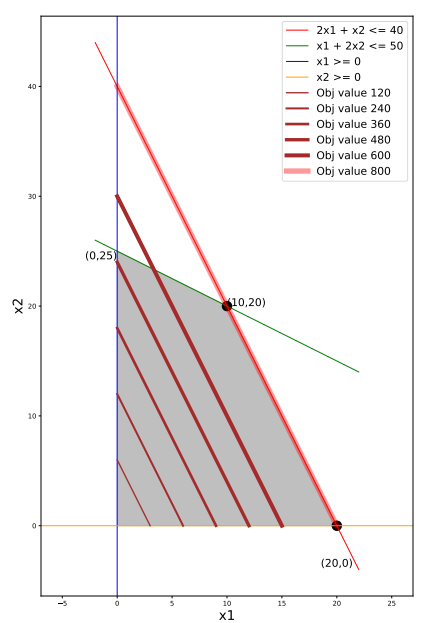 2x1 + x2 <= 40
x1 + 2x2 <= 50
x1 >= 0
x2 >= 0
Obj value 120
Obj value 240
Obj value 360
Obj value 480
Obj value 600
Obj value 800
40
30
(0,25)
(10,20)
20
x2
10
0
(20,0)
−5
0
5
10
15
20
25
x1